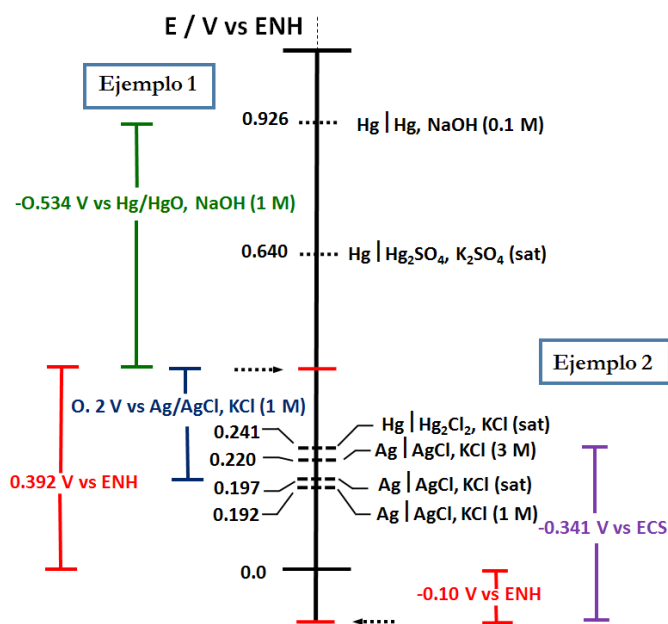 E / V vs ENH
Ejemplo 1
0.926
Hg | Hg, NaOH (0.1 M)
-O.534 V vs Hg/HgO, NaOH (1 M)
0.640
Hg | Hg₂SO₄, K₂SO₄ (sat)
Ejemplo 2
O. 2 V vs Ag/AgCl, KCl (1 M)
0.241
Hg | Hg₂Cl₂, KCl (sat)
0.220
Ag | AgCl, KCl (3 M)
0.392 V vs ENH
0.197
Ag | AgCl, KCl (sat)
0.192
Ag | AgCl, KCl (1 M)
-0.341 V vs ECS
0.0
-0.10 V vs ENH